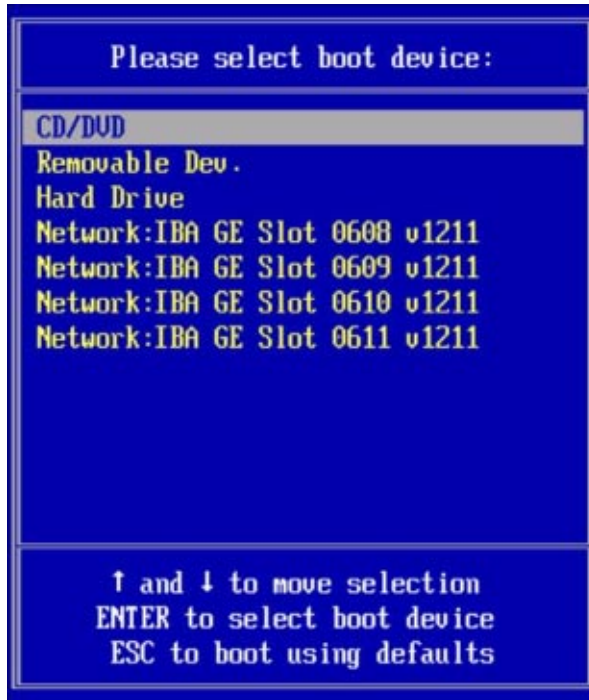 Please select boot device:
CD/DVD
Removable Dev.
Hard Drive
Network:IBA GE Slot 0608 v1211
Network:IBA GE Slot 0609 v1211
Network:IBA GE Slot 0610 v1211
Network:IBA GE Slot 0611 v1211
↑ and ↓ to move selection
ENTER to select boot device
ESC to boot using defaults